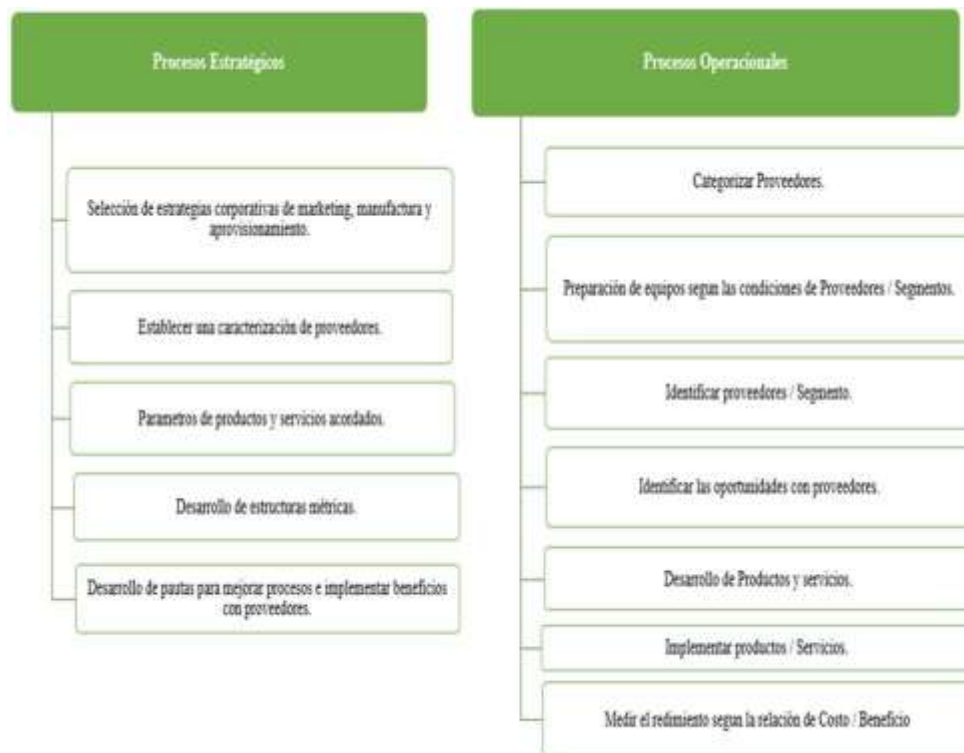 Procesos Estratégicos
Selección de estrategias corporativas de marketing, manufactura y
aprovisionamiento.
Establecer una caracterización de proveedores.
Parametros de productos y servicios acordados.
Desarrollo de estructuras métricas.
Desarrollo de pautas para mejorar procesos e implementar beneficios
con proveedores.
Procesos Operacionales
Categorizar Proveedores.
Preparación de equipos segun las condiciones de Proveedores / Segmentos.
Identificar proveedores / Segmento.
Identificar las oportunidades con proveedores.
Desarrollo de Productos y servicios.
Implementar productos / Servicios.
Medir el redimiento segun la relación de Costo / Beneficio